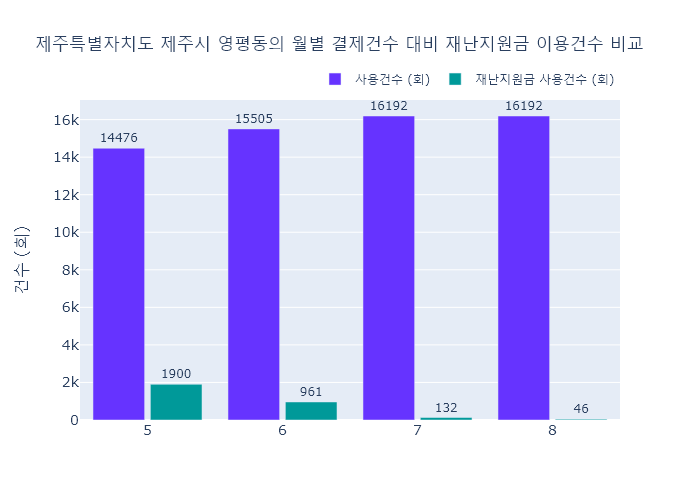 제주특별자치도 제주시 영평동의 월별 결제건수 대비 재난지원금 이용건수 비교
사용건수 (회) 재난지원금 사용건수 (회)
16192 16192
16k
15505
14476
14k
12k
10k
건수 (회)
8k
6k
4k
1900
2k
961
132 46
0
5 6 7 8